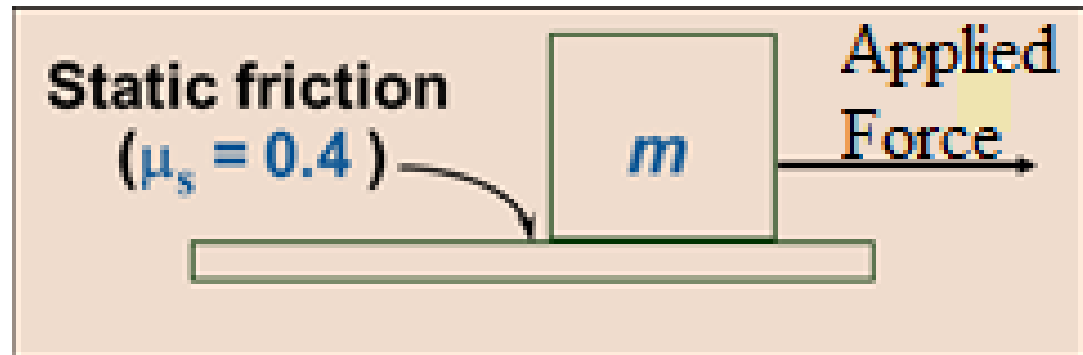 Static friction
(μₛ = 0.4 )
m
Applied
Force